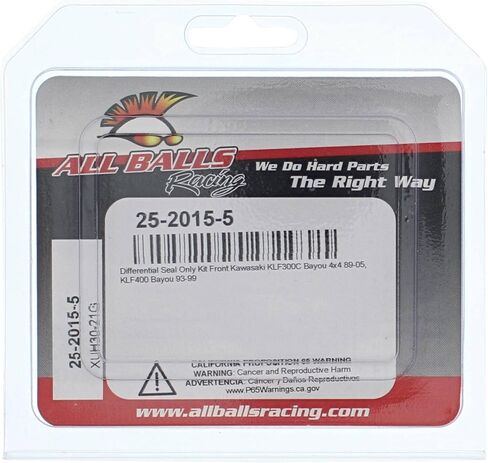 ALL BALLS
Racing
We Do Hard Parts
The Right Way
25-2015-5
Differential Seal Only Kit Front Kawasaki KLF300C Bayou 4x4 89-05,
KLF400 Bayou 93-99
25-2015-5
XUH30-21G
CALIFORNIA PROPOSITION 65 WARNING
WARNING: Cancer and Reproductive Harm
ADVERTENCIA: Cáncer y Daños Reproductivos
www.P65Warnings.ca.gov
www.allballsracing.com